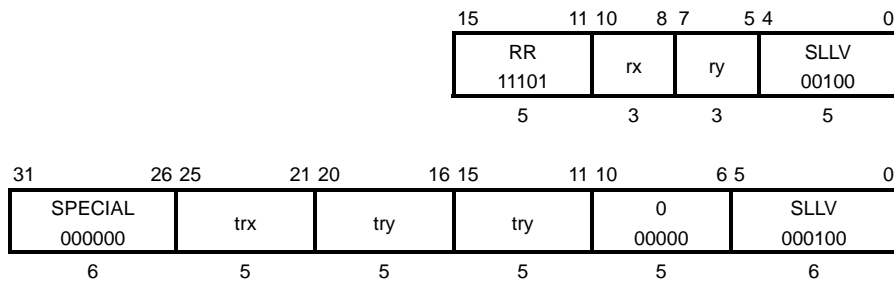 15 11 10 8 7 5 4 0
RR rx ry SLLV
11101 00100
5 3 3 5
31 26 25 21 20 16 15 11 10 6 5 0
SPECIAL trx try try 0 SLLV
000000 00000 000100
6 5 5 5 5 6